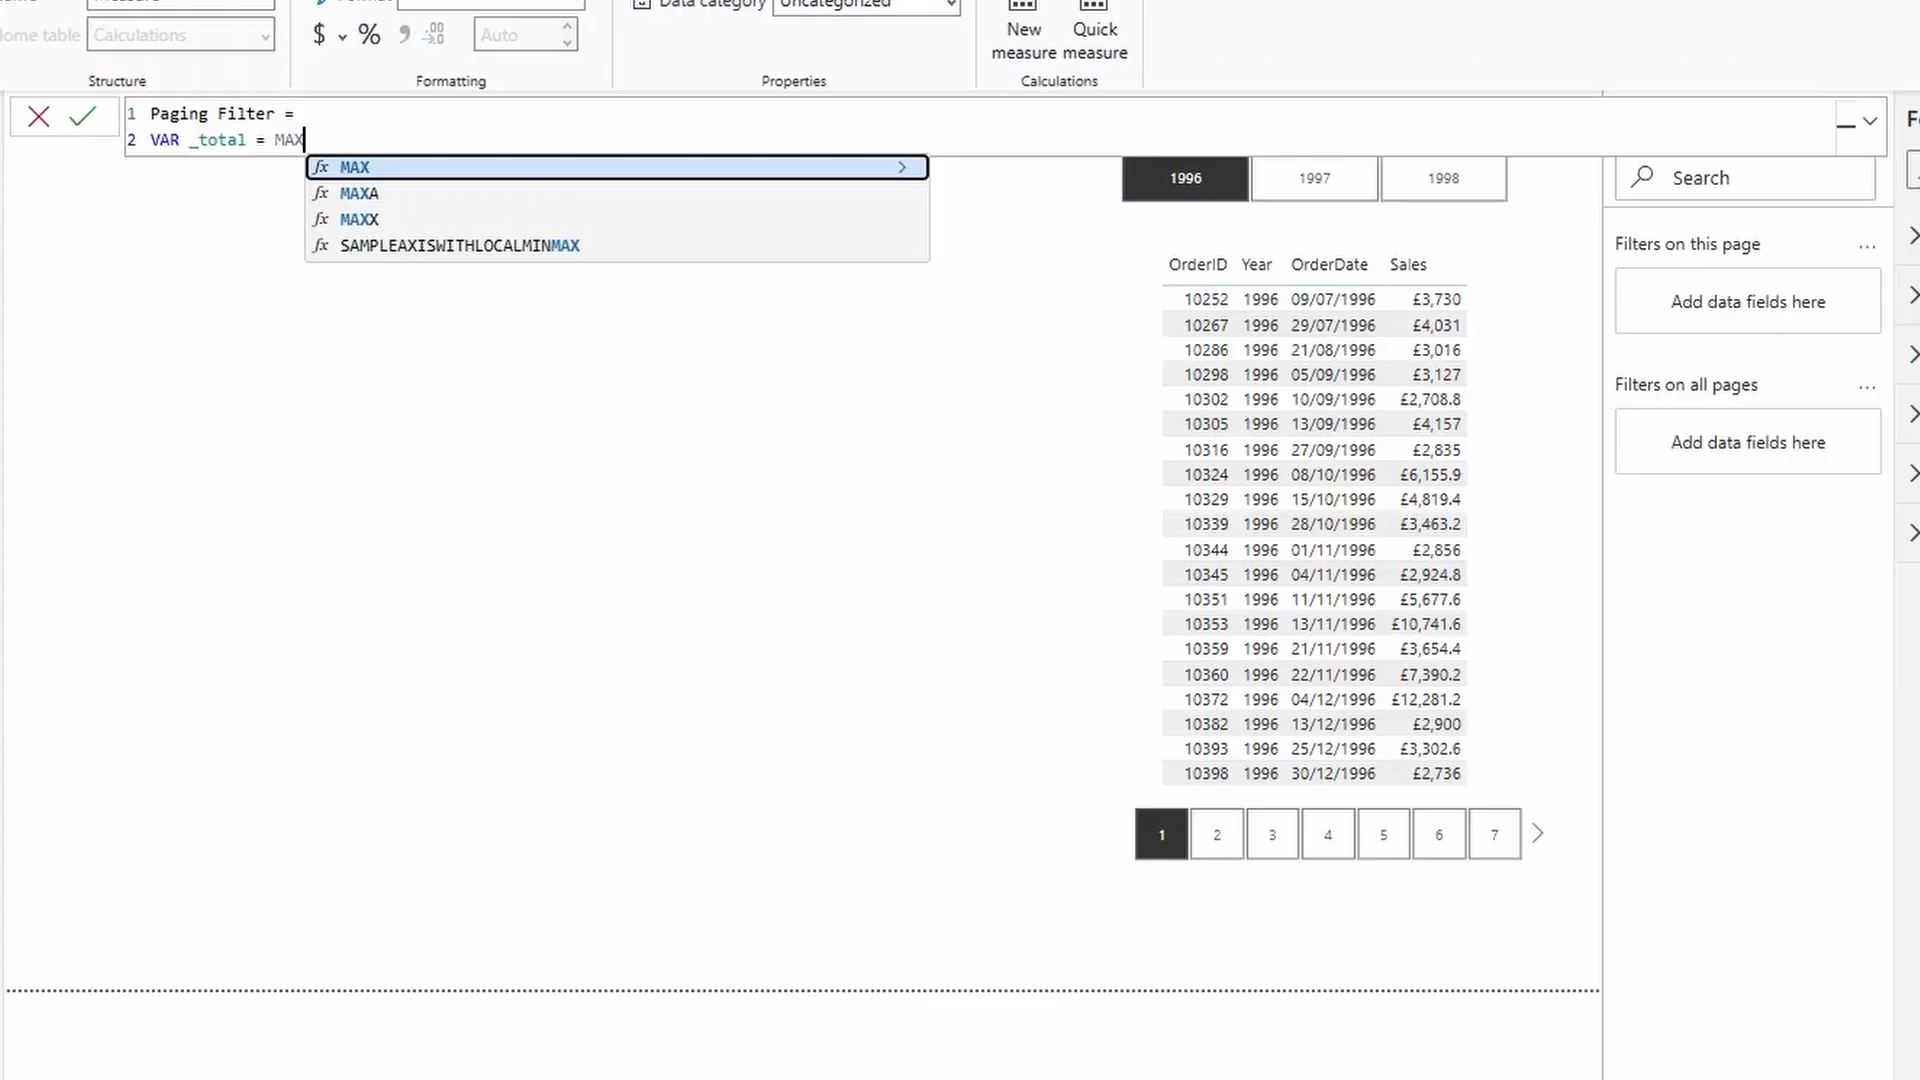 Data category Uncategorized
Home table Calculations
$ % Auto
New measure
Quick measure
Structure
Formatting
Properties
Calculations
1 Paging Filter =
2 VAR _total = MAX
fx MAX
fx MAXA
fx MAXX
fx SAMPLEAXISWITHLOCALMINMAX
1996 1997 1998
Search
Filters on this page ...
Add data fields here
Filters on all pages ...
Add data fields here
OrderID Year OrderDate Sales
10252 1996 09/07/1996 £3,730
10267 1996 29/07/1996 £4,031
10286 1996 21/08/1996 £3,016
10298 1996 05/09/1996 £3,127
10302 1996 10/09/1996 £2,708.8
10305 1996 13/09/1996 £4,157
10316 1996 27/09/1996 £2,835
10324 1996 08/10/1996 £6,155.9
10329 1996 15/10/1996 £4,819.4
10339 1996 28/10/1996 £3,463.2
10344 1996 01/11/1996 £2,856
10345 1996 04/11/1996 £2,924.8
10351 1996 11/11/1996 £5,677.6
10353 1996 13/11/1996 £10,741.6
10359 1996 21/11/1996 £3,654.4
10360 1996 22/11/1996 £7,390.2
10372 1996 04/12/1996 £12,281.2
10382 1996 13/12/1996 £2,900
10393 1996 25/12/1996 £3,302.6
10398 1996 30/12/1996 £2,736
1 2 3 4 5 6 7